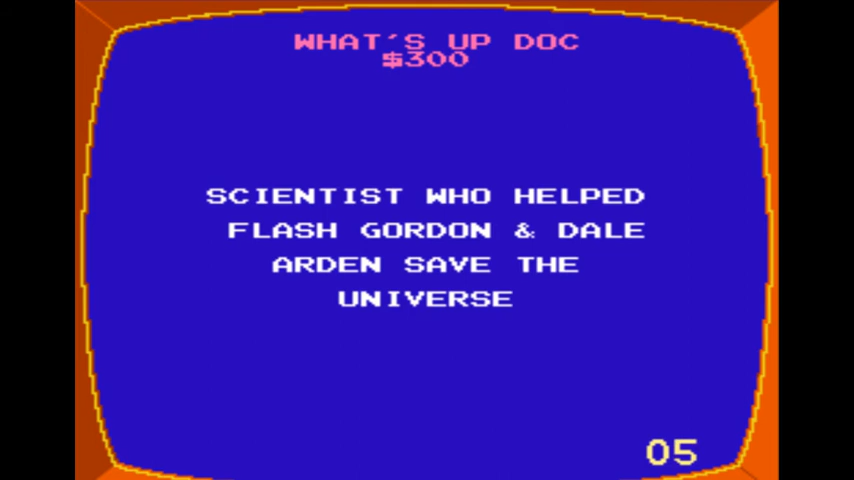 WHAT'S UP DOC
$300
SCIENTIST WHO HELPED
FLASH GORDON & DALE
ARDEN SAVE THE
UNIVERSE
05